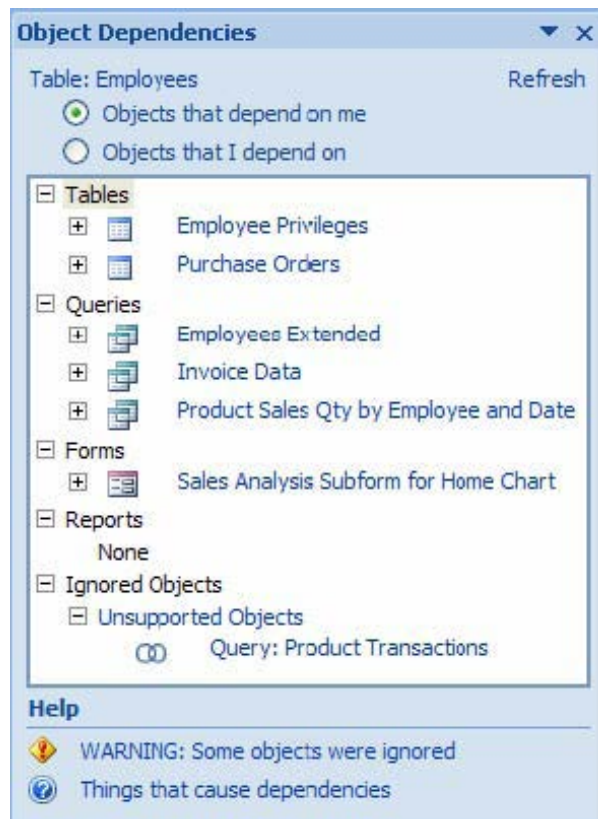 Object Dependencies
Table: Employees Refresh
Objects that depend on me
Objects that I depend on
Tables
Employee Privileges
Purchase Orders
Queries
Employees Extended
Invoice Data
Product Sales Qty by Employee and Date
Forms
Sales Analysis Subform for Home Chart
Reports
None
Ignored Objects
Unsupported Objects
Query: Product Transactions
Help
WARNING: Some objects were ignored
Things that cause dependencies